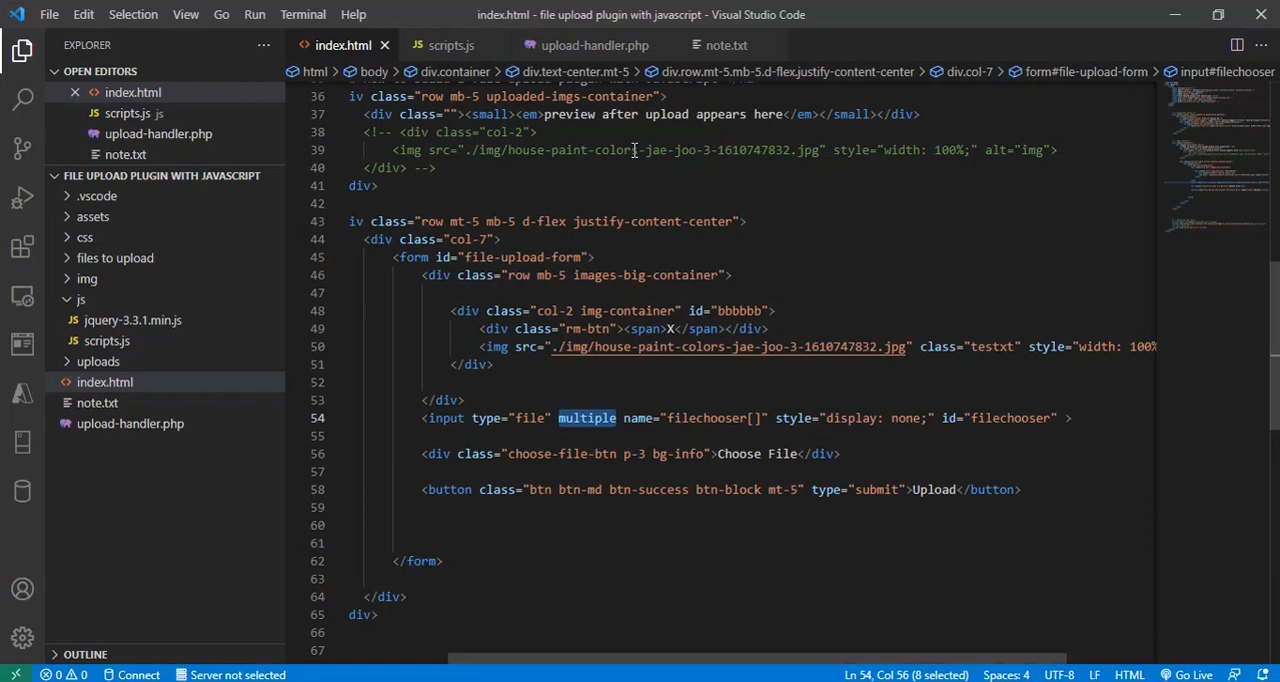 File Edit Selection View Go Run Terminal Help index.html - file upload plugin with javascript - Visual Studio Code
EXPLORER
OPEN EDITORS
index.html
scripts.js js
upload-handler.php
note.txt
FILE UPLOAD PLUGIN WITH JAVASCRIPT
.vscode
assets
css
files to upload
img
js
jquery-3.3.1.min.js
scripts.js
uploads
index.html
note.txt
upload-handler.php
OUTLINE
index.html scripts.js upload-handler.php note.txt
html body div.container div.text-center.mt-5 div.row.mt-5.mb-5.d-flex.justify-content-center div.col-7 form#file-upload-form input#filechooser
36 iv class="row mb-5 uploaded-imgs-container">
37 <div class=""><small><em>preview after upload appears here</em></small></div>
38 <!-- <div class="col-2">
39 <img src="./img/house-paint-colors-jae-joo-3-1610747832.jpg" style="width: 100%;" alt="img">
40 </div> -->
41 div>
42
43 iv class="row mt-5 mb-5 d-flex justify-content-center">
44 <div class="col-7">
45 <form id="file-upload-form">
46 <div class="row mb-5 images-big-container">
47
48 <div class="col-2 img-container" id="bbbbbb">
49 <div class="rm-btn"><span>X</span></div>
50 <img src="./img/house-paint-colors-jae-joo-3-1610747832.jpg" class="testxt" style="width: 100%
51 </div>
52
53 </div>
54 <input type="file" multiple name="filechooser[]" style="display: none;" id="filechooser" >
55
56 <div class="choose-file-btn p-3 bg-info">Choose File</div>
57
58 <button class="btn btn-md btn-success btn-block mt-5" type="submit">Upload</button>
59
60
61
62 </form>
63
64 </div>
65 div>
66
67
0 0 Connect Server not selected Ln 54, Col 56 (8 selected) Spaces: 4 UTF-8 LF HTML Go Live